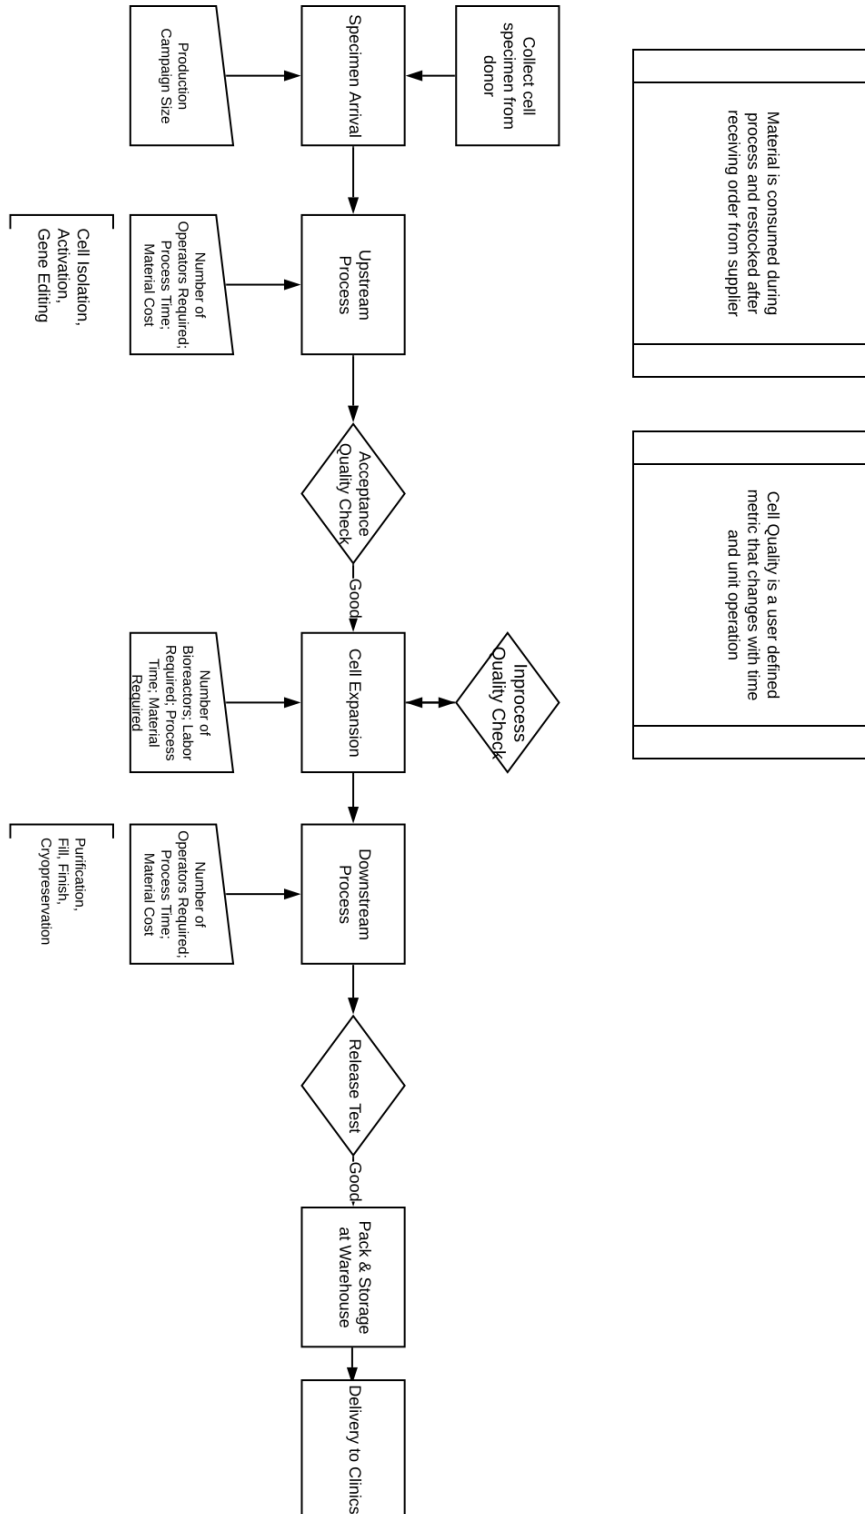 Material is consumed during
process and restocked after
receiving order from supplier
Cell Quality is a user defined
metric that changes with time
and unit operation
Collect cell
specimen from
donor
Inprocess
Quality Check
Specimen Arrival
Upstream
Process
Acceptance
Quality Check
Good
Cell Expansion
Downstream
Process
Release Test
Good
Pack & Storage
at Warehouse
Delivery to Clinics
Production
Campaign Size
Number of
Operators Required;
Process Time;
Material Cost
Number of
Bioreactors; Labor
Required; Process
Time; Material
Required
Number of
Operators Required;
Process Time;
Material Cost
Cell Isolation,
Activation,
Gene Editing
Purification,
Fill, Finish,
Cryopreservation